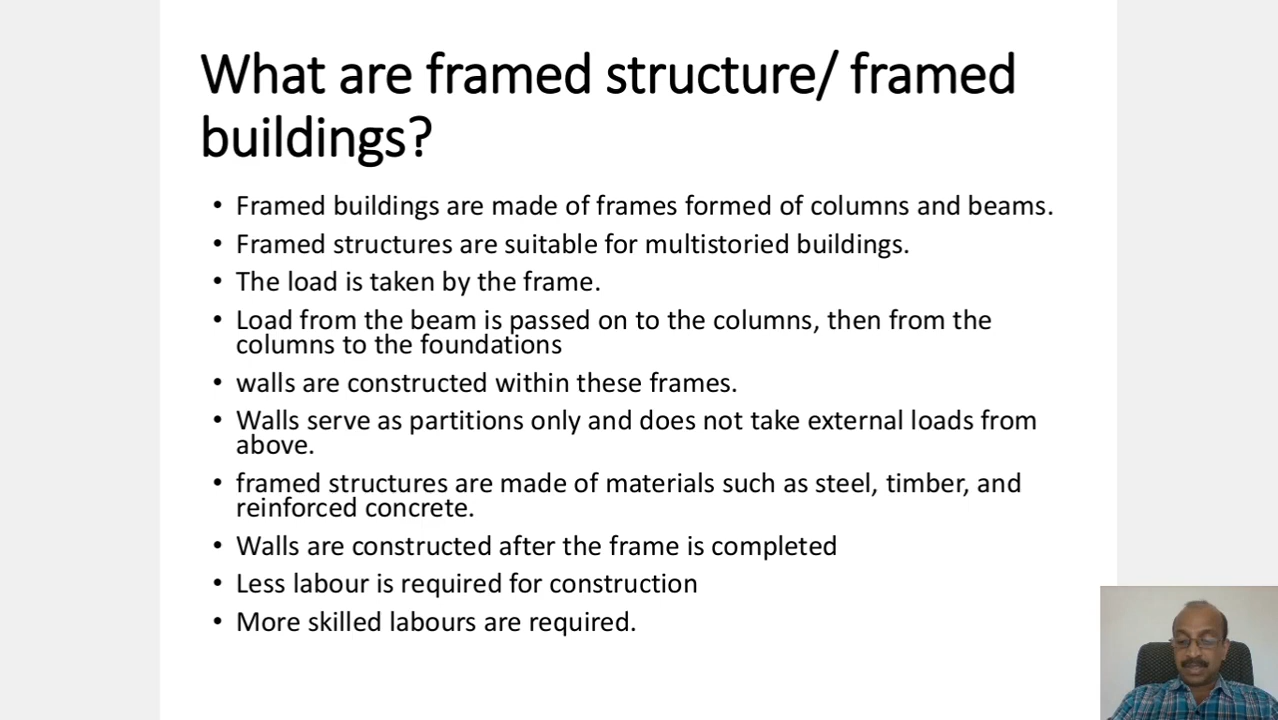 What are framed structure/ framed
buildings?
• Framed buildings are made of frames formed of columns and beams.
• Framed structures are suitable for multistoried buildings.
• The load is taken by the frame.
• Load from the beam is passed on to the columns, then from the
columns to the foundations
• walls are constructed within these frames.
• Walls serve as partitions only and does not take external loads from
above.
• framed structures are made of materials such as steel, timber, and
reinforced concrete.
• Walls are constructed after the frame is completed
• Less labour is required for construction
• More skilled labours are required.